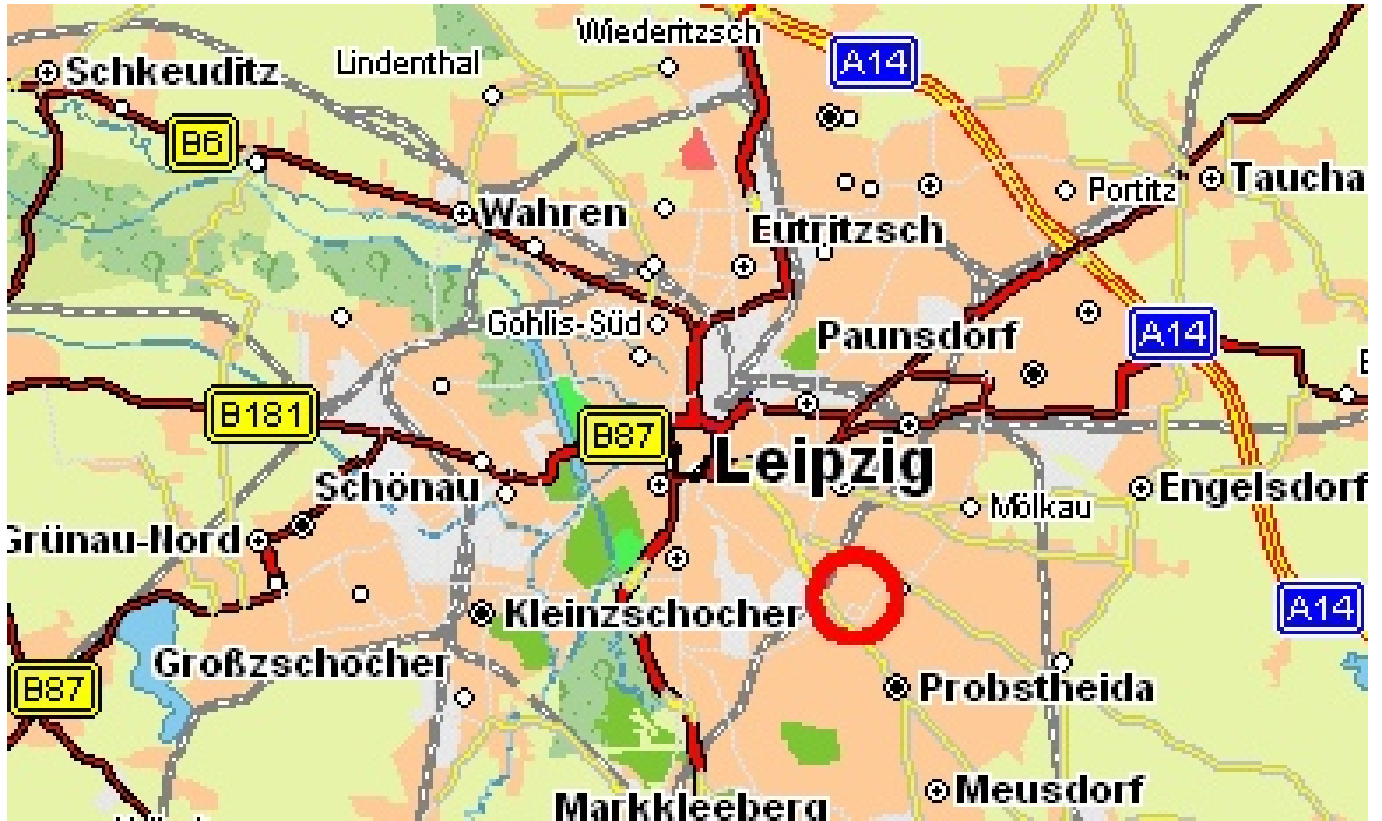 Wiederitzsch
A14
Lindenthal
Schkeuditz
B6
Taucha
Portitz
Wahren
Eutritzsch
Gohlis-Süd
Paunsdorf
A14
B181
B87
Leipzig
Schönau
Engelsdorf
Mölkau
Grünau-Nord
A14
Kleinzschocher
Großzschocher
B87
Probstheida
Meusdorf
Markkleeberg